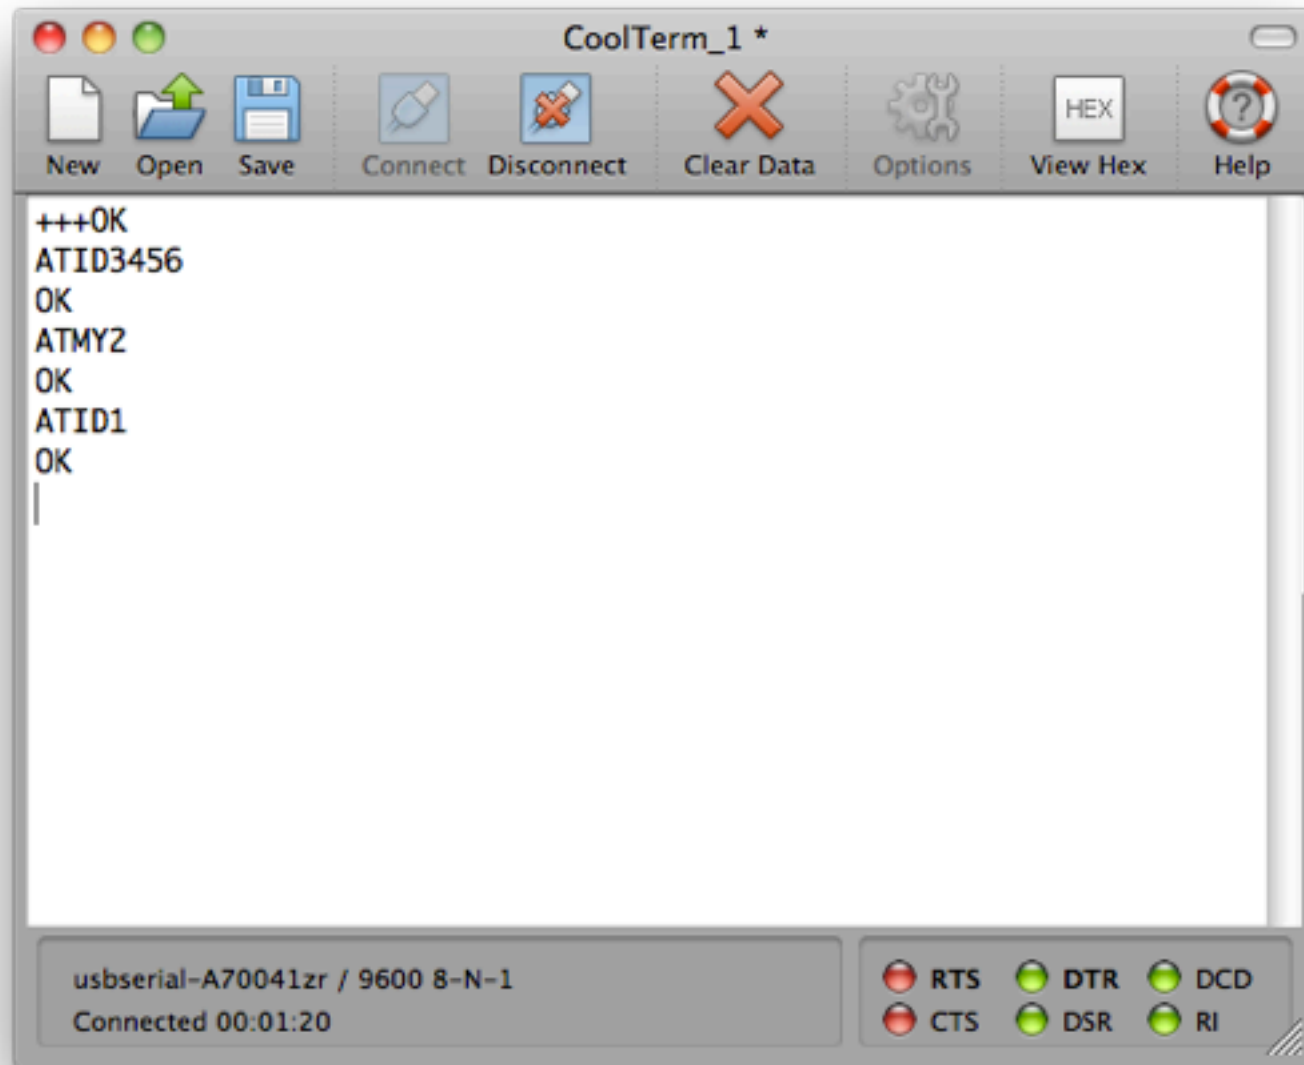 CoolTerm_1 *
New Open Save Connect Disconnect Clear Data Options HEX View Hex ? Help
+++OK
ATID3456
OK
ATMY2
OK
ATID1
OK
usbserial-A70041zr / 9600 8-N-1
Connected 00:01:20
RTS DTR DCD
CTS DSR RI